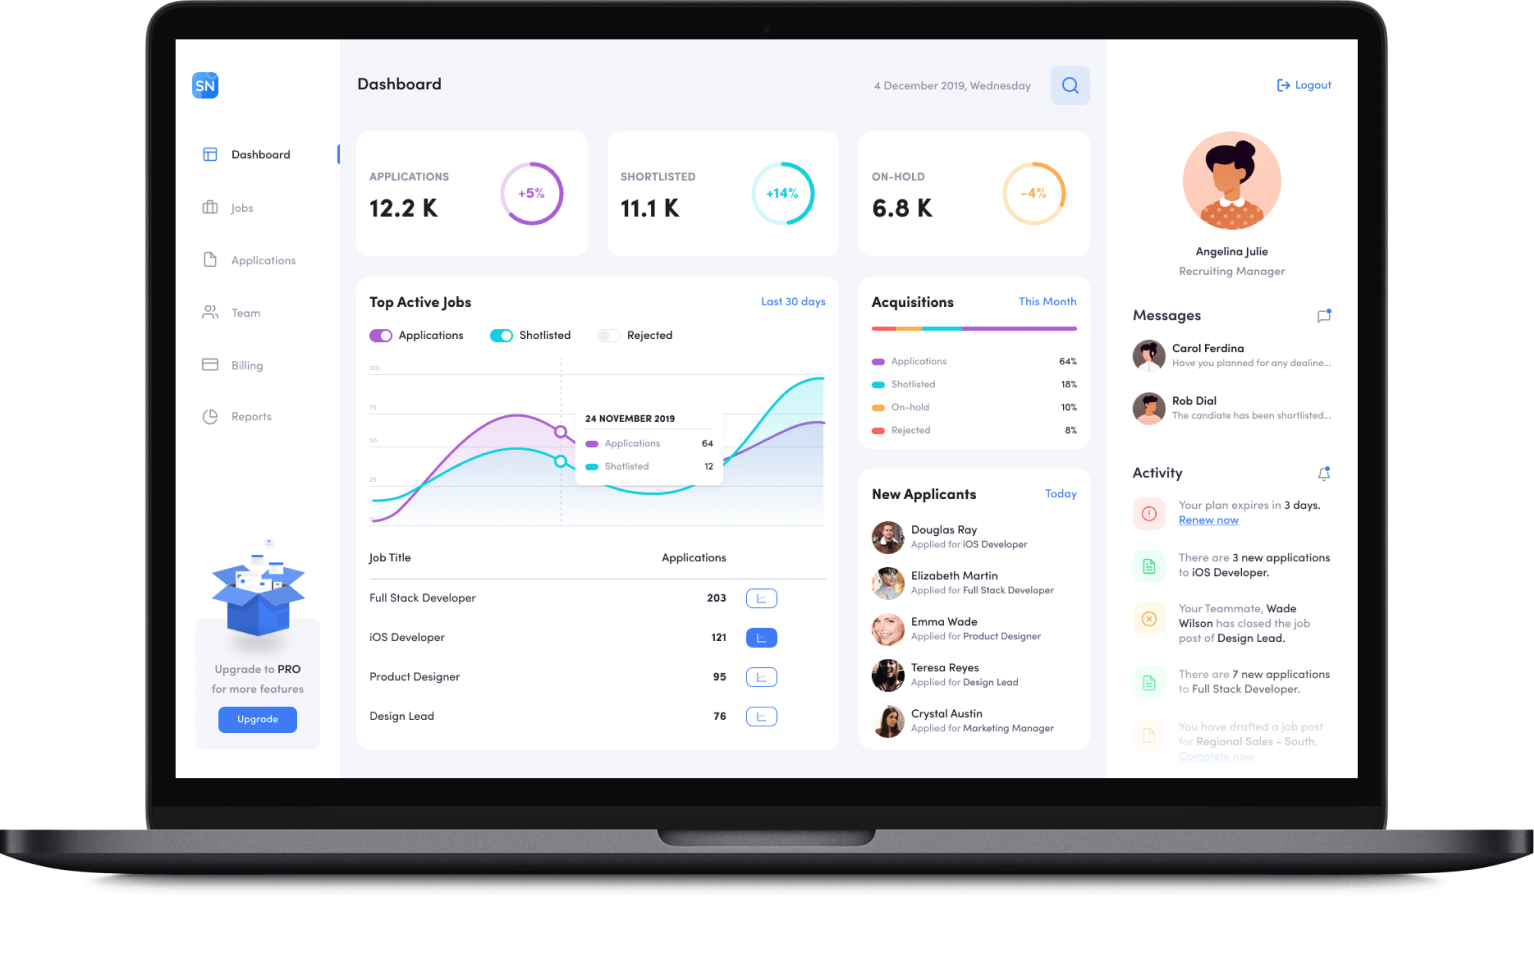 SN
Dashboard
Jobs
Applications
Team
Billing
Reports
Upgrade to PRO
for more features
Upgrade
Dashboard
4 December 2019, Wednesday
APPLICATIONS
12.2 K
+5%
SHORTLISTED
11.1 K
+14%
ON-HOLD
6.8 K
-4%
Top Active Jobs
Last 30 days
Applications
Shotlisted
Rejected
100
75
50
25
0
24 NOVEMBER 2019
Applications 64
Shotlisted 12
Job Title Applications
Full Stack Developer 203
iOS Developer 121
Product Designer 95
Design Lead 76
Acquisitions
This Month
Applications 64%
Shotlisted 18%
On-hold 10%
Rejected 8%
New Applicants
Today
Douglas Ray
Applied for iOS Developer
Elizabeth Martin
Applied for Full Stack Developer
Emma Wade
Applied for Product Designer
Teresa Reyes
Applied for Design Lead
Crystal Austin
Applied for Marketing Manager
Logout
Angelina Julie
Recruiting Manager
Messages
Carol Ferdina
Have you planned for any dealine...
Rob Dial
The candiate has been shortlisted...
Activity
Your plan expires in 3 days.
Renew now
There are 3 new applications
to iOS Developer.
Your Teammate, Wade
Wilson has closed the job
post of Design Lead.
There are 7 new applications
to Full Stack Developer.
You have drafted a job post
for Regional Sales - South.
Complete now